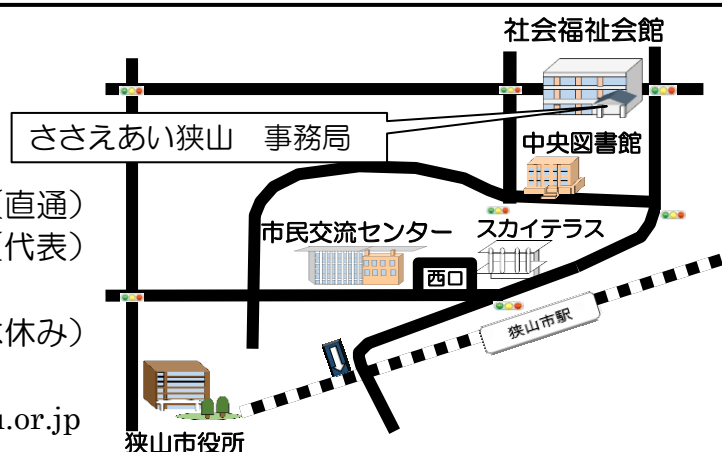 社会福祉会館
ささえあい狭山　事務局
中央図書館
直通）
代表）
市民交流センター
スカイテラス
西口
休み）
狭山市駅
.or.jp
狭山市役所